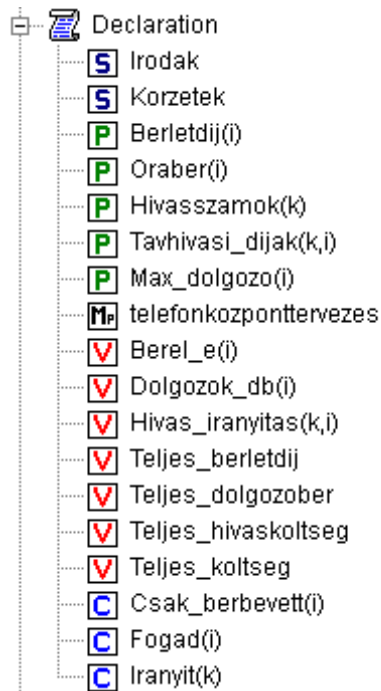 Declaration
S Irodak
S Korzetek
P Berletdij(i)
P Oraber(i)
P Hivasszamok(k)
P Tavhivasi_dijak(k,i)
P Max_dolgozo(i)
MP telefonkozponttervezes
V Berel_e(i)
V Dolgozok_db(i)
V Hivas_iranyitas(k,i)
V Teljes_berletdij
V Teljes_dolgozober
V Teljes_hivaskoltseg
V Teljes_koltseg
C Csak_berbevett(i)
C Fogad(i)
C Iranyit(k)